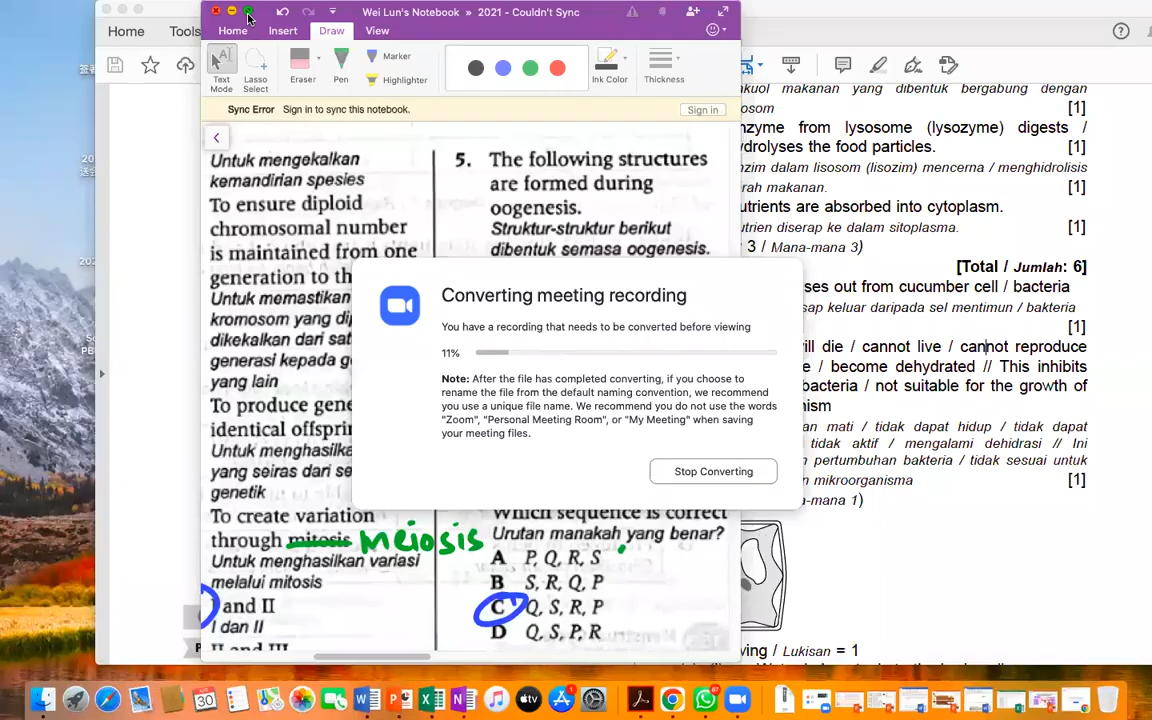 Wei Lun's Notebook » 2021 - Couldn't Sync
Home
Tools
Home
Insert
Draw
View
Text Mode
Lasso Select
Eraser
Pen
Marker
Highlighter
Ink Color
Thickness
Sync Error Sign in to sync this notebook.
Sign in
Untuk mengekalkan
kemandirian spesies
To ensure diploid
chromosomal number
is maintained from one
generation to th
Untuk memastikan
kromosom yang di
dikekalkan dari sat
generasi kepada g
yang lain
To produce gene
identical offspri
Untuk menghasilka
yang seiras dari se
genetik
To create variation
through mitosis meiosis
Untuk menghasilkan variasi
melalui mitosis
I and II
I dan II
II and III
5. The following structures
are formed during
oogenesis.
Struktur-struktur berikut
dibentuk semasa oogenesis.
Which sequence is correct
Urutan manakah yang benar?
A P, Q, R, S
B S, R, Q, P
C Q, S, R, P
D Q, S, P, R
Converting meeting recording
You have a recording that needs to be converted before viewing
11%
Note: After the file has completed converting, if you choose to
rename the file from the default naming convention, we recommend
you use a unique file name. We recommend you do not use the words
"Zoom", "Personal Meeting Room", or "My Meeting" when saving
your meeting files.
Stop Converting
akuol makanan yang dibentuk bergabung dengan
osom [1]
nzyme from lysosome (lysozyme) digests /
ydrolyses the food particles. [1]
nzim dalam lisosom (lisozim) mencerna / menghidrolisis
rah makanan. [1]
utrients are absorbed into cytoplasm.
utrien diserap ke dalam sitoplasma. [1]
3 / Mana-mana 3)
[Total / Jumlah: 6]
ses out from cucumber cell / bacteria
sap keluar daripada sel mentimun / bakteria
[1]
vill die / cannot live / cannot reproduce
e / become dehydrated // This inhibits
bacteria / not suitable for the growth of
nism
an mati / tidak dapat hidup / tidak dapat
tidak aktif / mengalami dehidrasi // Ini
pertumbuhan bakteria / tidak sesuai untuk
mikroorganisma [1]
a-mana 1)
ving / Lukisan = 1